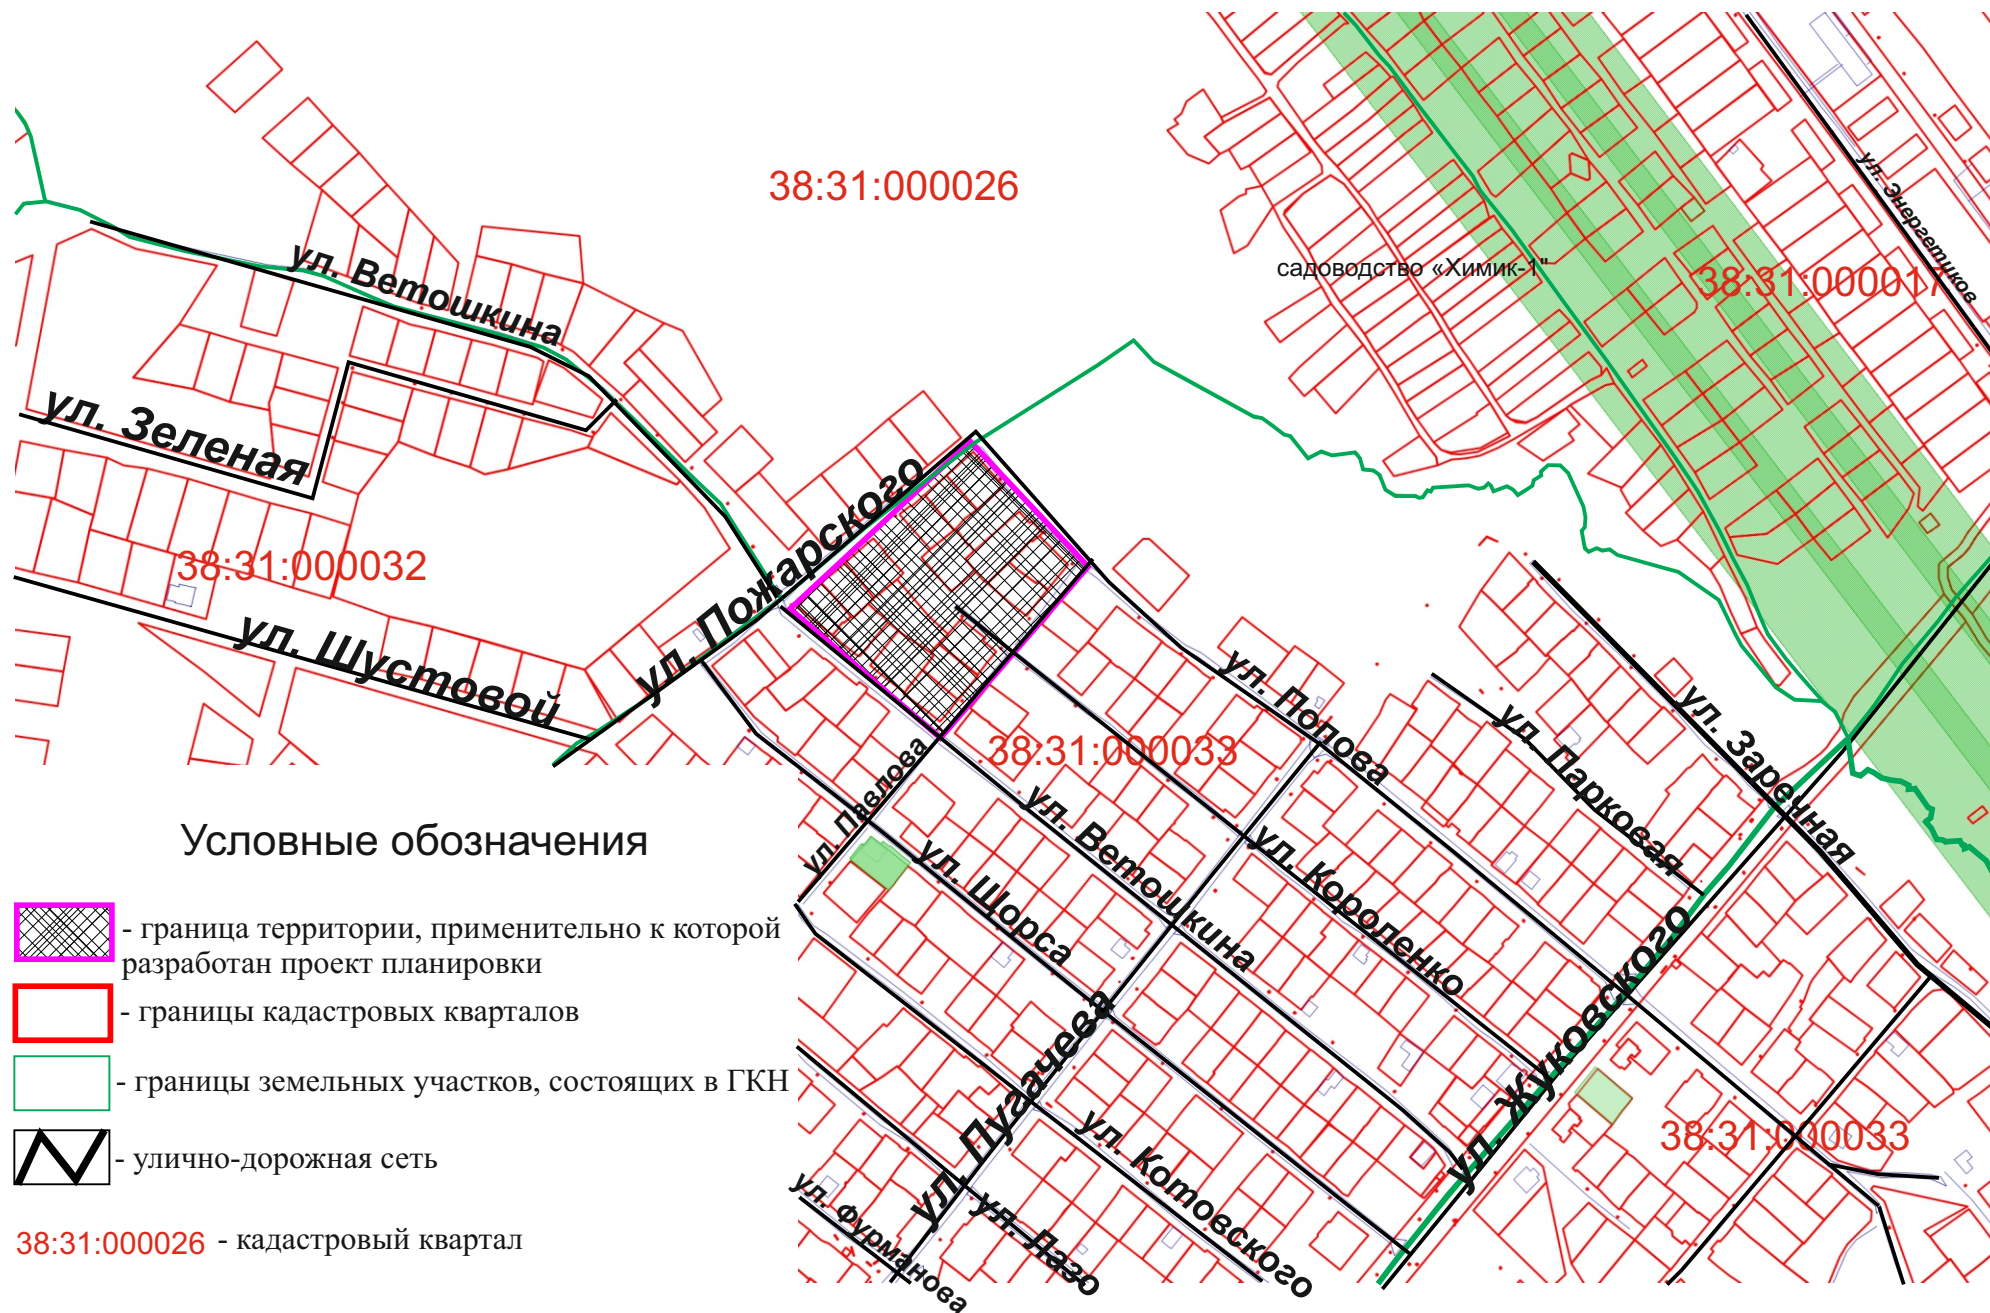 38:31:000026
ул. Энергетиков
садоводство «Химик-1"
38:31:000017
ул. Ветошкина
ул. Зеленая
ул. Пожарского
38:31:000032
ул. Шустовой
ул. Попова
ул. Парковая
ул. Заречная
38:31:000033
ул. Павлова
ул. Ветошкина
ул. Короленко
ул. Щорса
ул. Жуковского
ул. Пугачева
38:31:000033
ул. Котовского
ул. Лазо
ул. Фурманова
Условные обозначения
- граница территории, применительно к которой
разработан проект планировки
- границы кадастровых кварталов
- границы земельных участков, состоящих в ГКН
- улично-дорожная сеть
38:31:000026 - кадастровый квартал